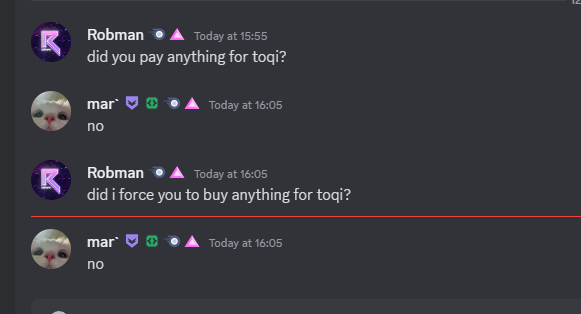 Robman Today at 15:55
did you pay anything for toqi?
mar` Today at 16:05
no
Robman Today at 16:05
did i force you to buy anything for toqi?
mar` Today at 16:05
no